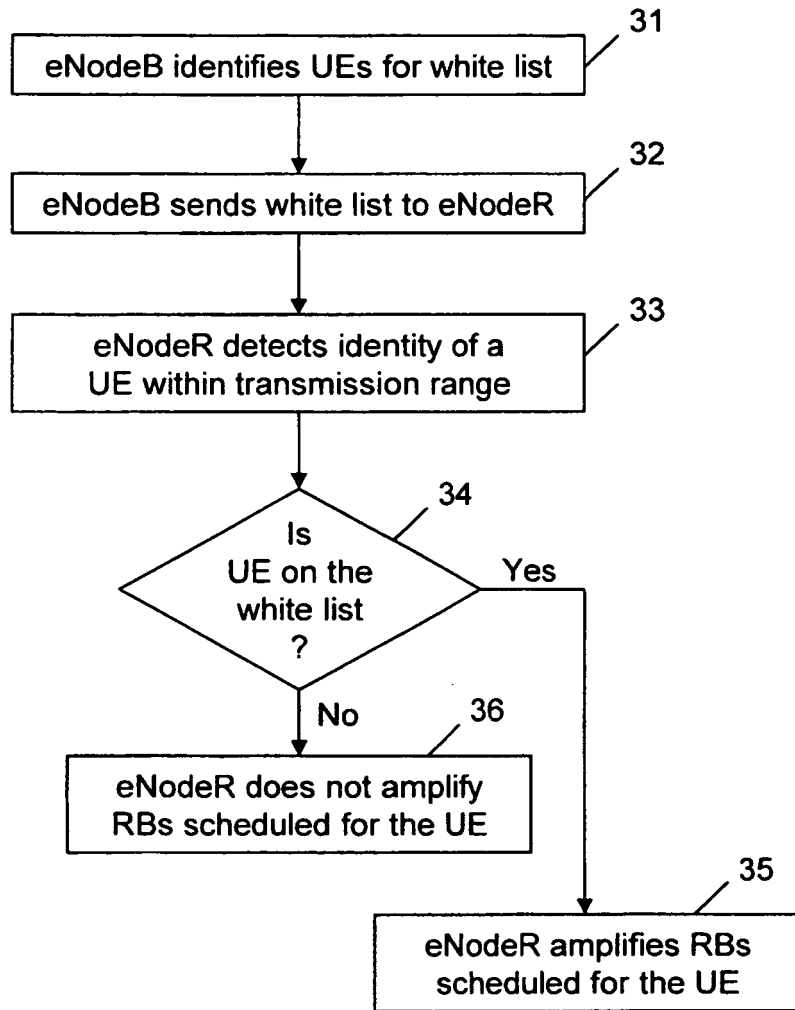 31
eNodeB identifies UEs for white list
32
eNodeB sends white list to eNodeR
33
eNodeR detects identity of a
UE within transmission range
34
Is
UE on the
white list
?
Yes
No
36
eNodeR does not amplify
RBs scheduled for the UE
35
eNodeR amplifies RBs
scheduled for the UE